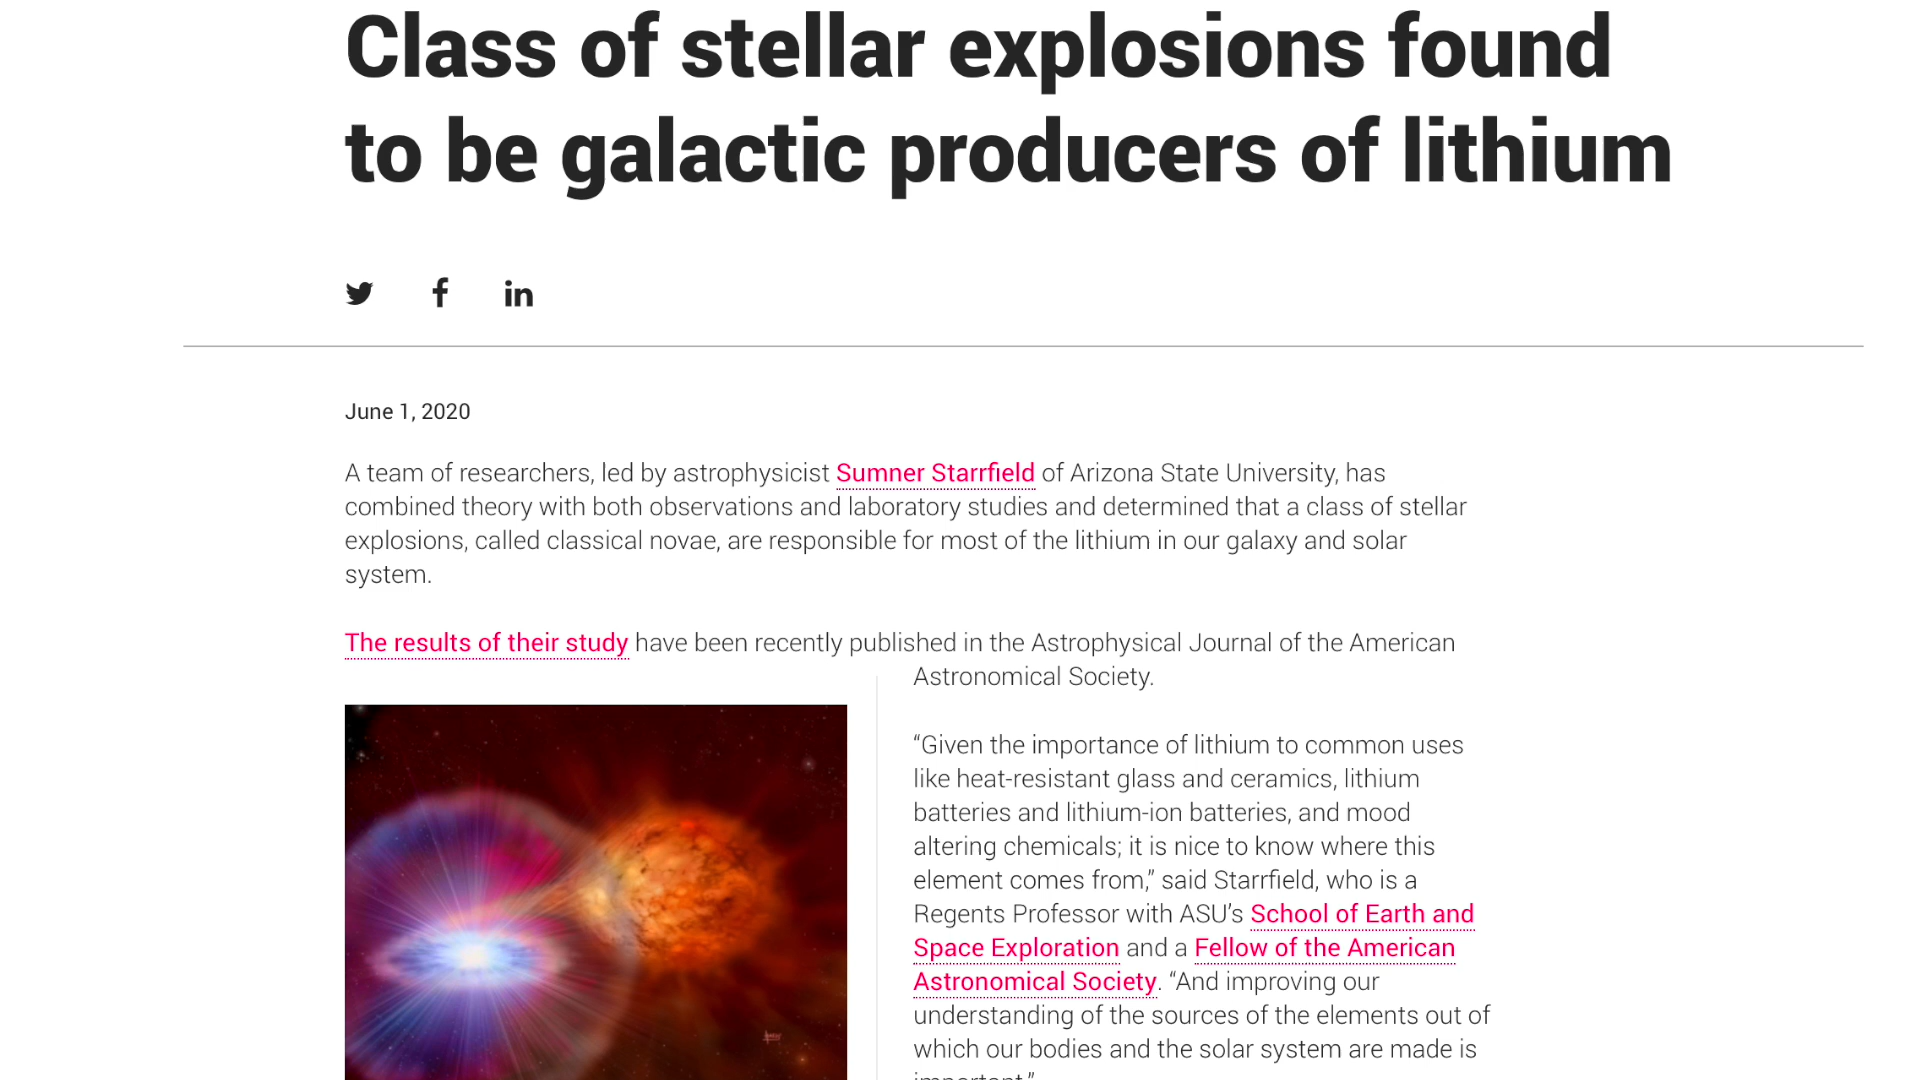 Class of stellar explosions found
to be galactic producers of lithium
June 1, 2020
A team of researchers, led by astrophysicist Sumner Starrfield of Arizona State University, has
combined theory with both observations and laboratory studies and determined that a class of stellar
explosions, called classical novae, are responsible for most of the lithium in our galaxy and solar
system.
The results of their study have been recently published in the Astrophysical Journal of the American
Astronomical Society.
“Given the importance of lithium to common uses
like heat-resistant glass and ceramics, lithium
batteries and lithium-ion batteries, and mood
altering chemicals; it is nice to know where this
element comes from,” said Starrfield, who is a
Regents Professor with ASU’s School of Earth and
Space Exploration and a Fellow of the American
Astronomical Society. “And improving our
understanding of the sources of the elements out of
which our bodies and the solar system are made is
important.”